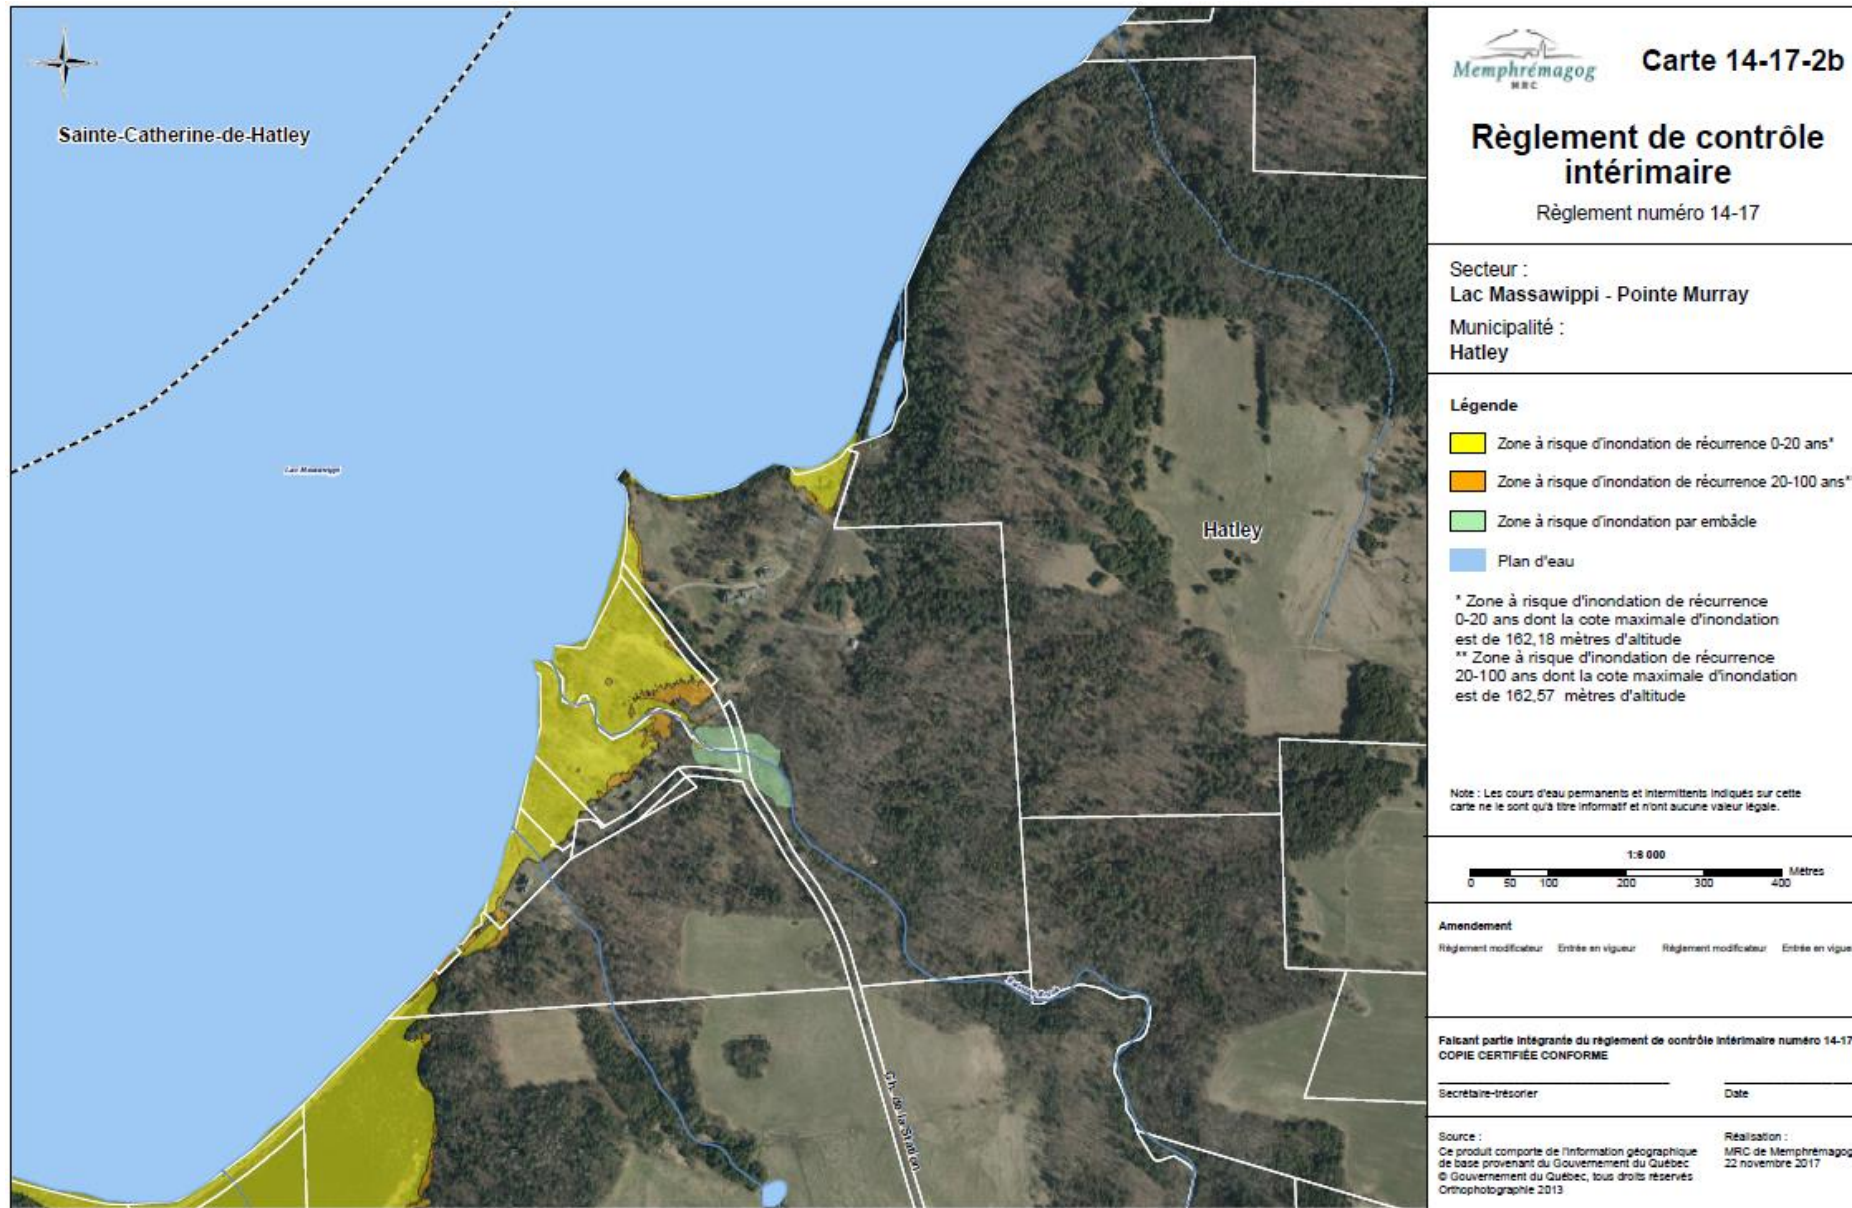 Sainte-Catherine-de-Hatley
Lac Massawippi
Hatley
Ch. de la Station
Memphrémagog
MRC
Carte 14-17-2b
Règlement de contrôle
intérimaire
Règlement numéro 14-17
Secteur :
Lac Massawippi - Pointe Murray
Municipalité :
Hatley
Légende
Zone à risque d'inondation de récurrence 0-20 ans*
Zone à risque d'inondation de récurrence 20-100 ans**
Zone à risque d'inondation par embâcle
Plan d'eau
* Zone à risque d'inondation de récurrence
0-20 ans dont la cote maximale d'inondation
est de 162,18 mètres d'altitude
** Zone à risque d'inondation de récurrence
20-100 ans dont la cote maximale d'inondation
est de 162,57 mètres d'altitude
Note : Les cours d'eau permanents et intermittents indiqués sur cette
carte ne le sont qu'à titre informatif et n'ont aucune valeur légale.
1:6 000
0 50 100 200 300 400 Mètres
Amendement
Règlement modificateur Entrée en vigueur Règlement modificateur Entrée en vigue
Faisant partie intégrante du règlement de contrôle intérimaire numéro 14-17
COPIE CERTIFIÉE CONFORME
Secrétaire-trésorier Date
Source :
Ce produit comporte de l'information géographique
de base provenant du Gouvernement du Québec
© Gouvernement du Québec, tous droits réservés
Orthophotographie 2013
Réalisation :
MRC de Memphrémagog
22 novembre 2017